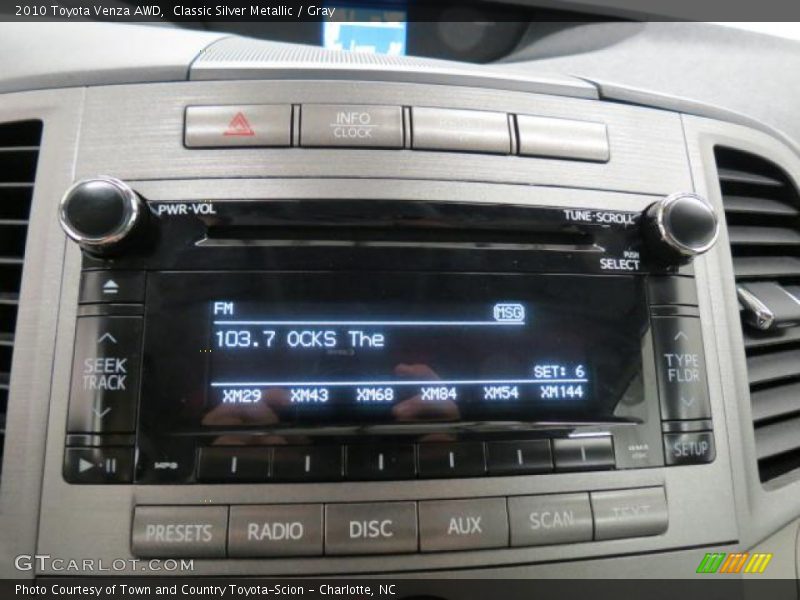 2010 Toyota Venza AWD,  Classic Silver Metallic / Gray
INFO
CLOCK
PWR·VOL
TUNE·SCROLL
PUSH
SELECT
FM
MSG
103.7 OCKS The
SEEK
TRACK
TYPE
FLDR
SET: 6
XM29 XM43 XM68 XM84 XM54 XM144
MP3
SETUP
PRESETS RADIO DISC AUX SCAN TEXT
GTCarLot.com
Photo Courtesy of Town and Country Toyota-Scion - Charlotte, NC